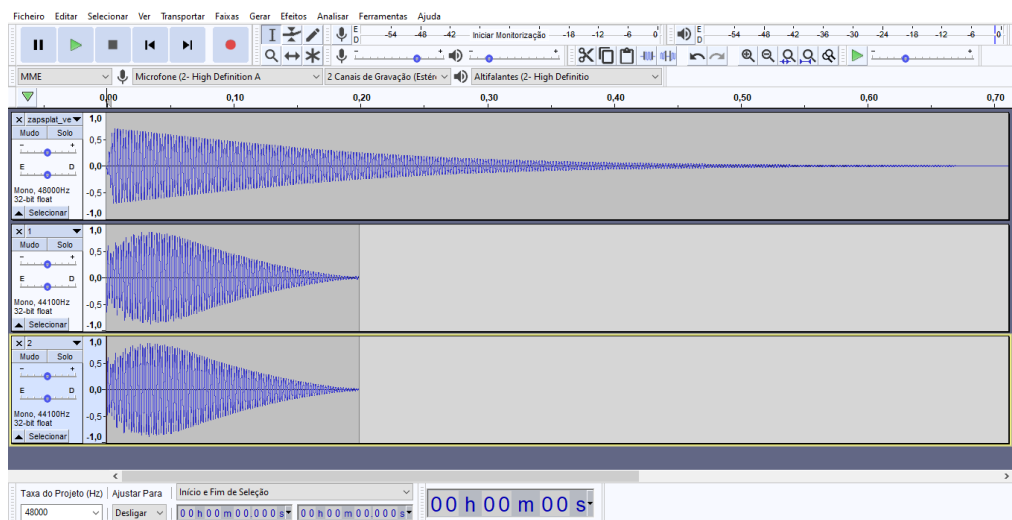 Ficheiro Editar Selecionar Ver Transportar Faixas Gerar Efeitos Analisar Ferramentas Ajuda
E D -54 -48 -42 Iniciar Monitorização -18 -12 -6 0 E D -54 -48 -42 -36 -30 -24 -18 -12 -6 0
- + - + - +
MME Microfone (2- High Definition A 2 Canais de Gravação (Estére Altifalantes (2- High Definitio
0,00 0,10 0,20 0,30 0,40 0,50 0,60 0,70
zapsplat_ve 1,0
Mudo Solo
- + 0,5
E D 0,0
Mono, 48000Hz -0,5
32-bit float
Selecionar -1,0
1 1,0
Mudo Solo
- + 0,5
E D 0,0
Mono, 44100Hz -0,5
32-bit float
Selecionar -1,0
2 1,0
Mudo Solo
- + 0,5
E D 0,0
Mono, 44100Hz -0,5
32-bit float
Selecionar -1,0
Taxa do Projeto (Hz) Ajustar Para Início e Fim de Seleção
48000 Desligar 00 h 00 m 00,000 s 00 h 00 m 00,000 s 00 h 00 m 00 s